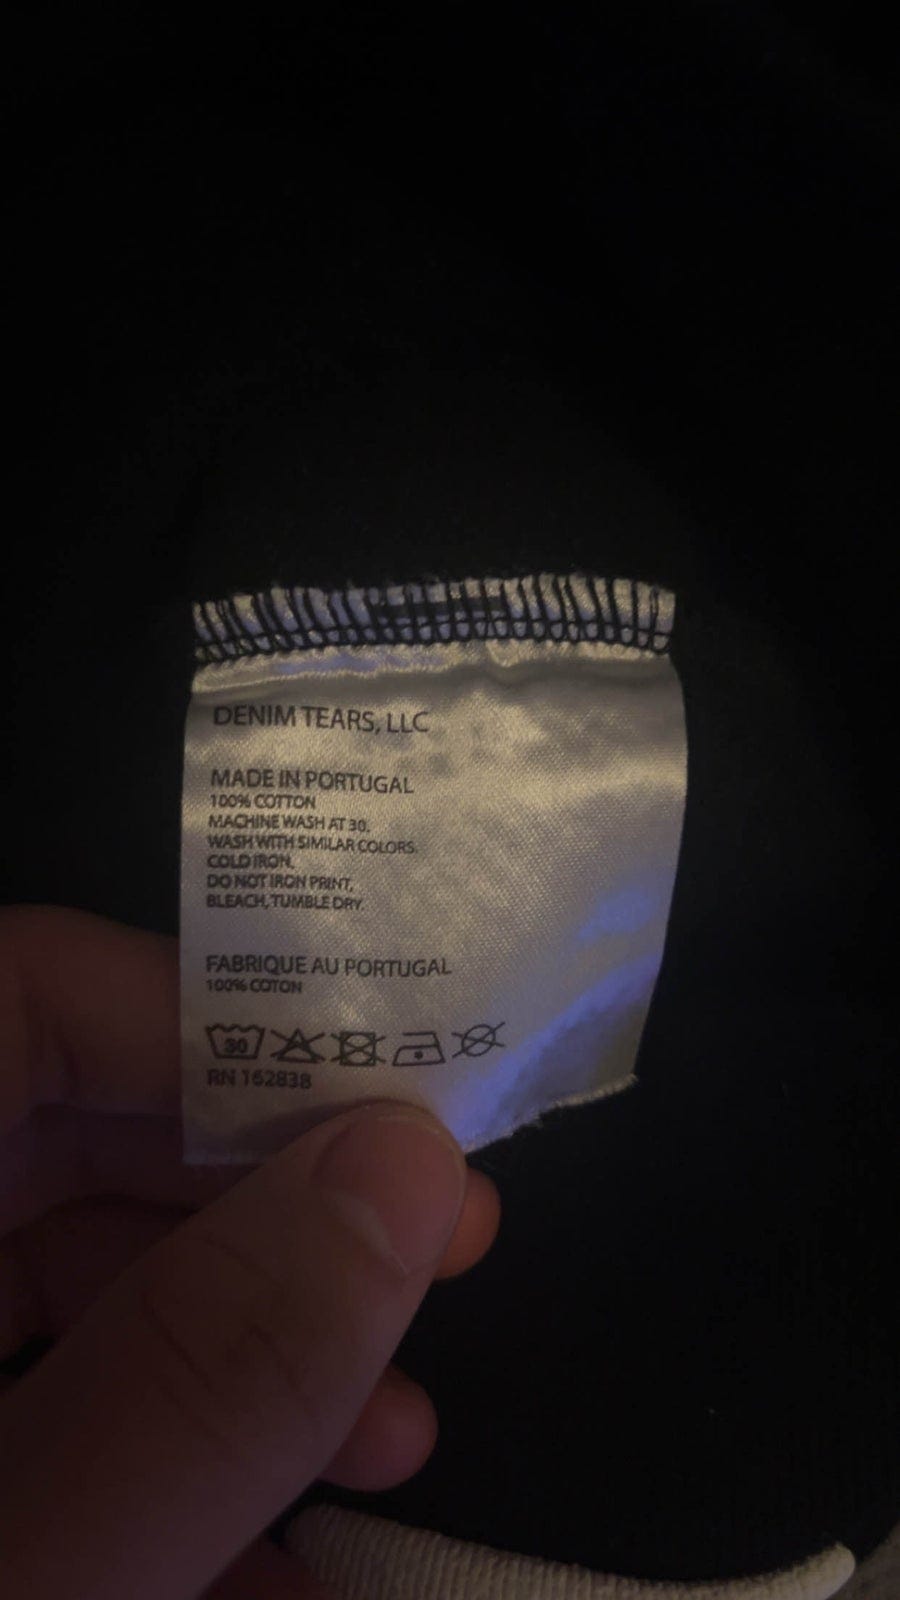 DENIM TEARS, LLC
MADE IN PORTUGAL
100% COTTON
MACHINE WASH AT 30.
WASH WITH SIMILAR COLORS.
COLD IRON.
DO NOT IRON PRINT,
BLEACH, TUMBLE DRY.
FABRIQUE AU PORTUGAL
100% COTON
30
RN 162838